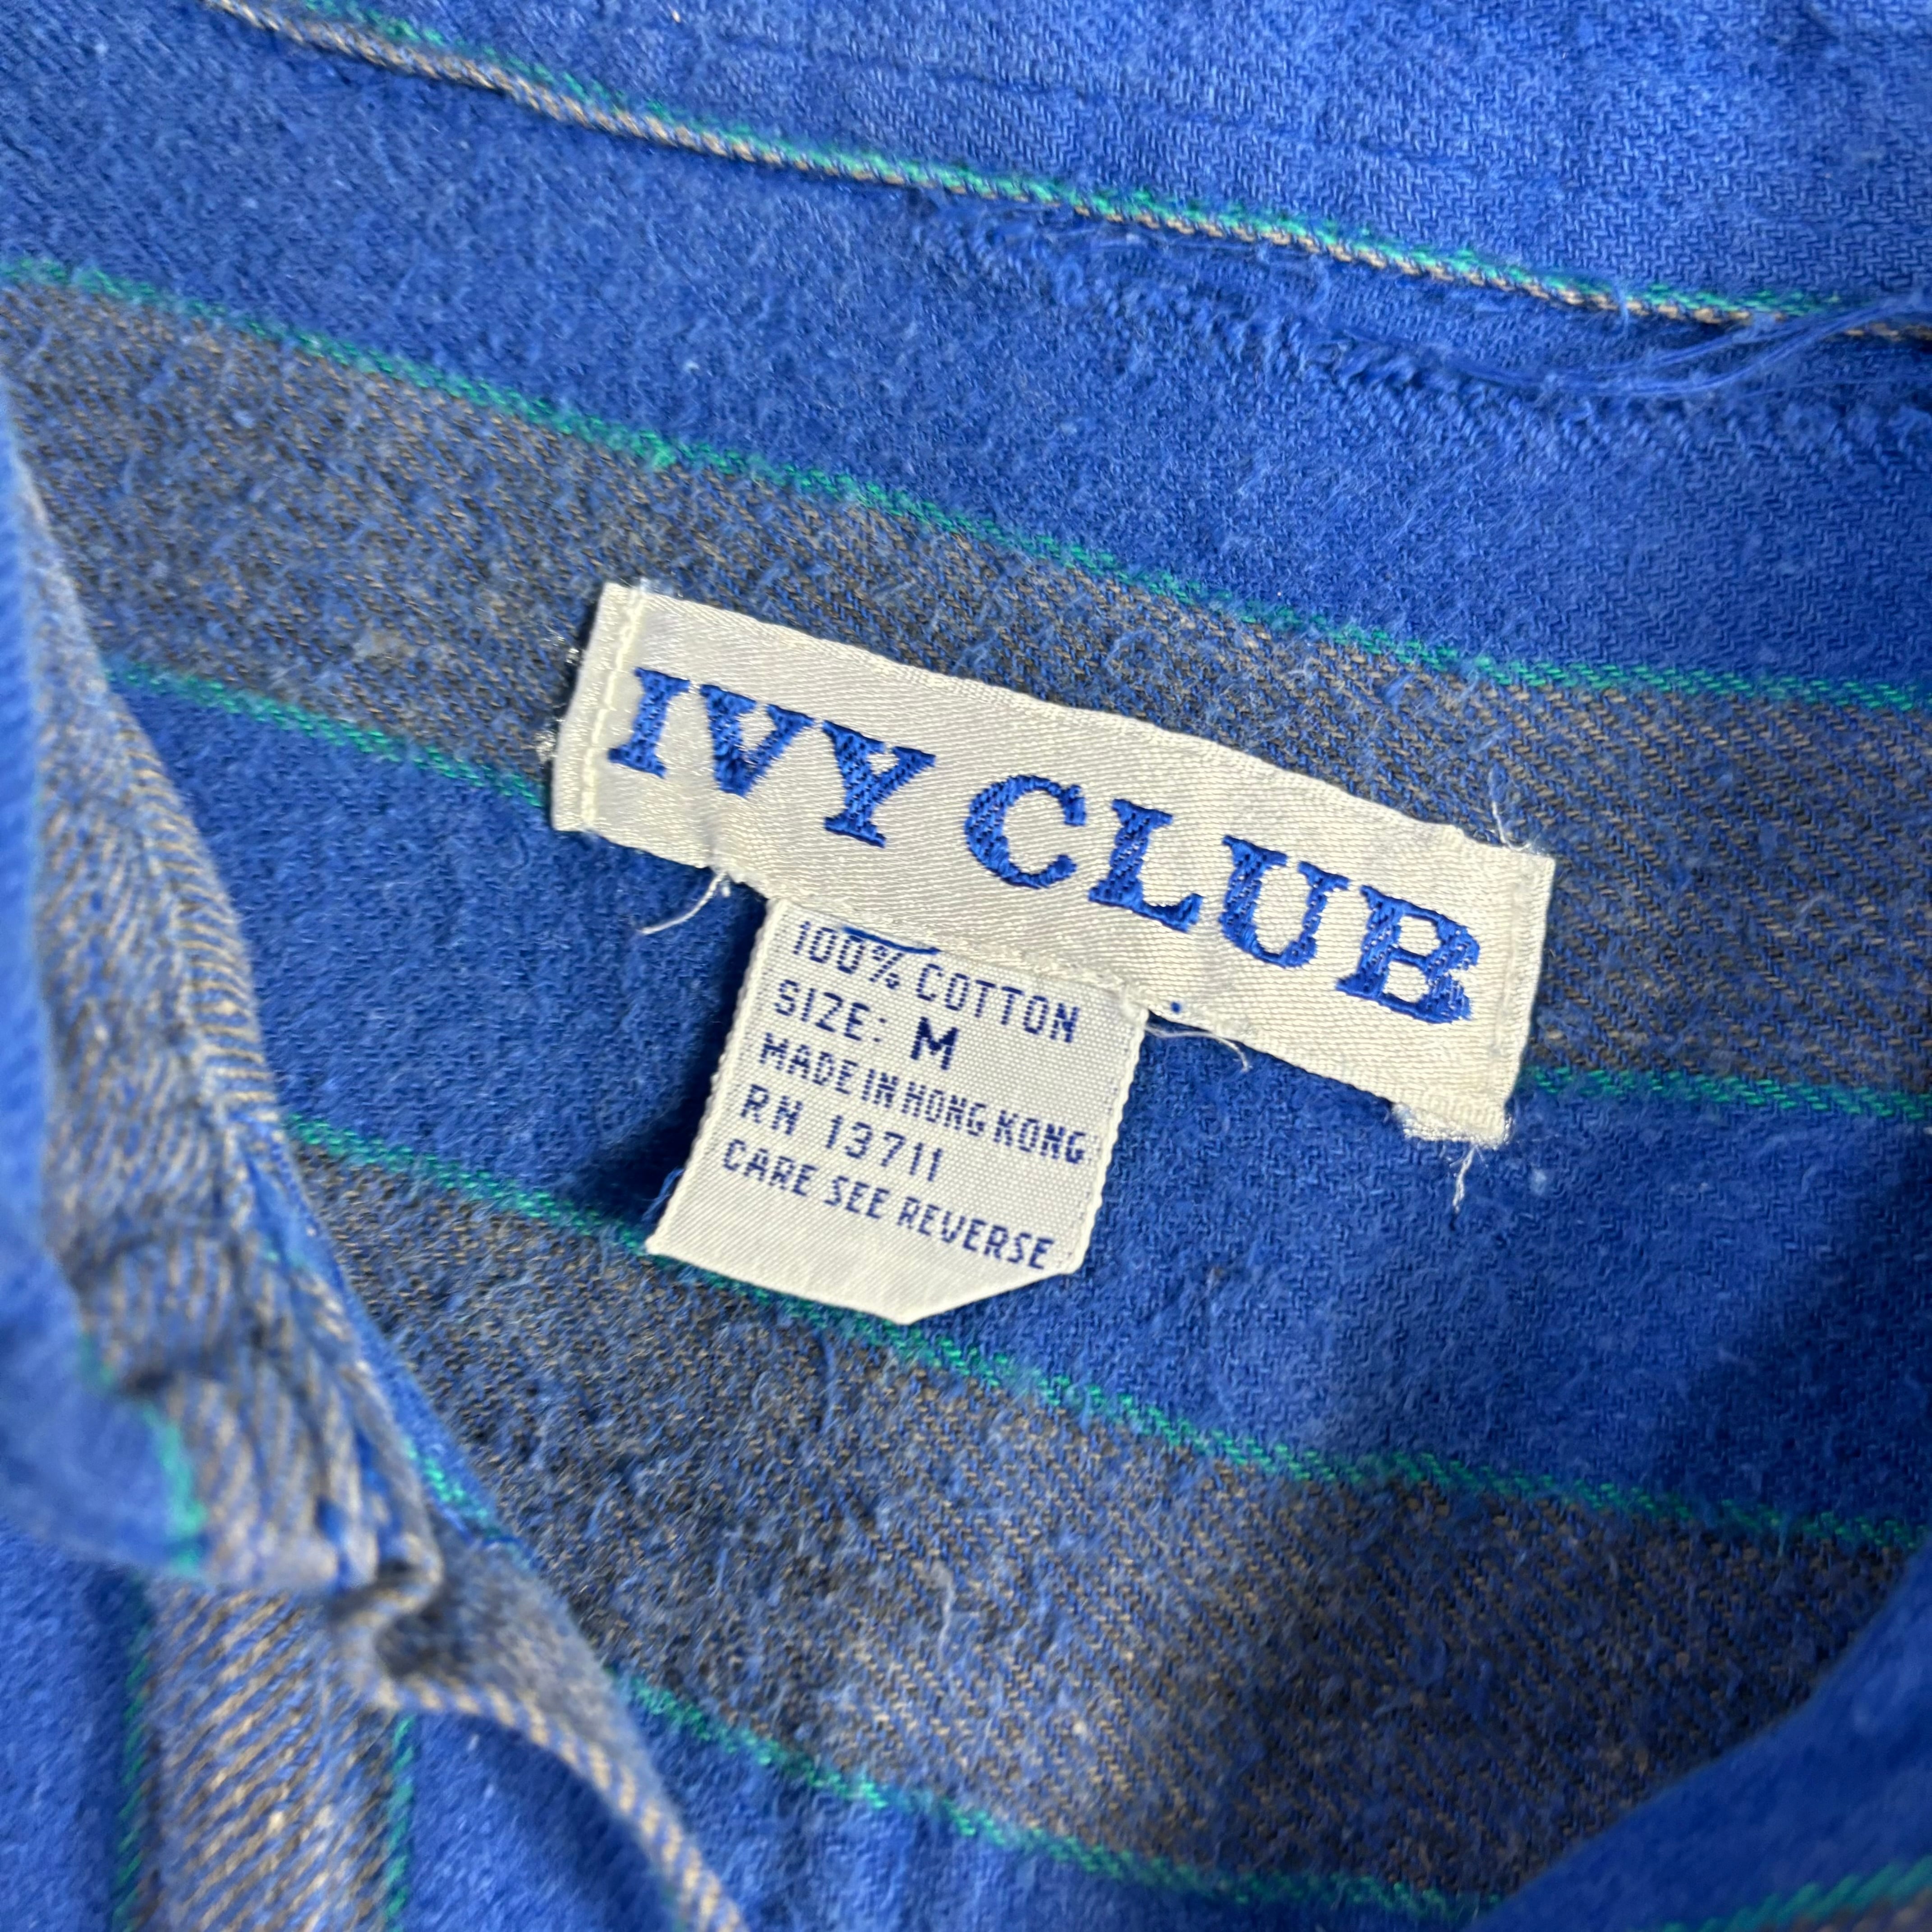 IVY CLUB
100% COTTON
SIZE: M
MADE IN HONG KONG
RN 13711
CARE SEE REVERSE